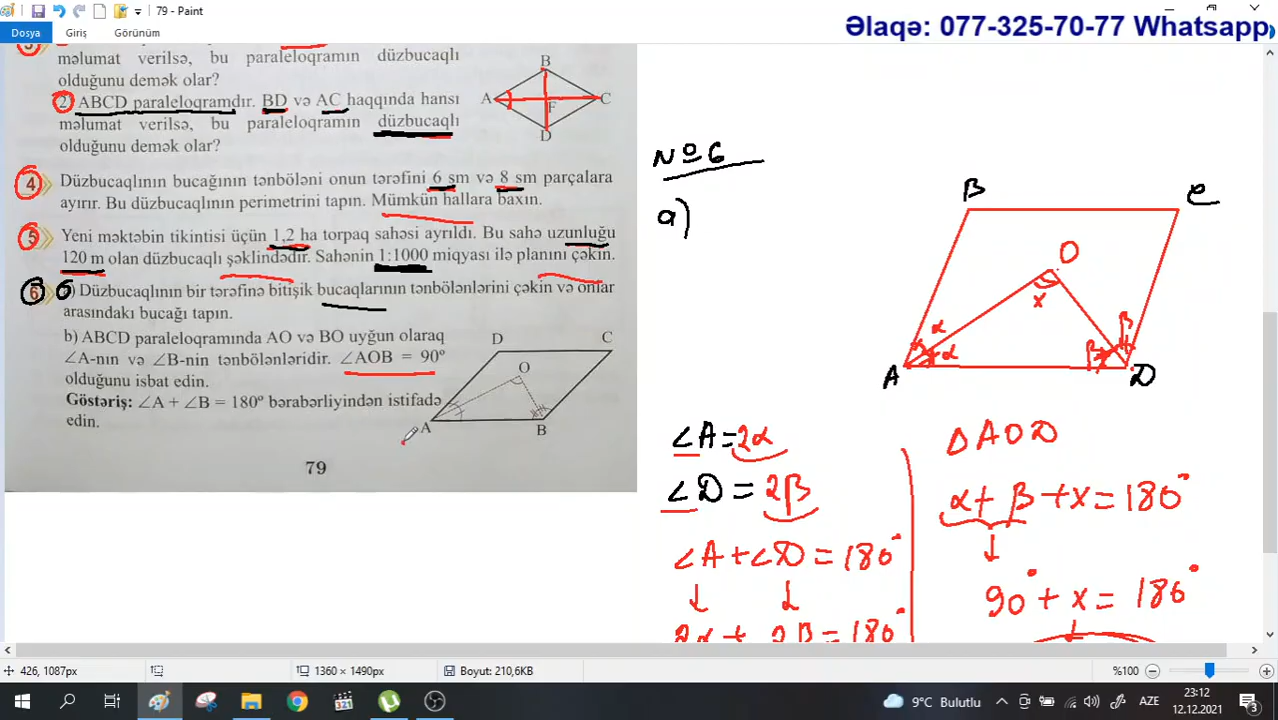 79 - Paint
Əlaqə: 077-325-70-77 Whatsapp
Dosya Giriş Görünüm
məlumat verilsə, bu paraleloqramın düzbucaqlı
olduğunu demək olar?
2) ABCD paraleloqramdır. BD və AC haqqında hansı
məlumat verilsə, bu paraleloqramın düzbucaqlı
olduğunu demək olar?
B
A
C
F
D
4 Düzbucaqlının bucağının tənböləni onun tərəfini 6 sm və 8 sm parçalara
ayırır. Bu düzbucaqlının perimetrini tapın. Mümkün hallara baxın.
5 Yeni məktəbin tikintisi üçün 1,2 ha torpaq sahəsi ayrıldı. Bu sahə uzunluğu
120 m olan düzbucaqlı şəklindədir. Sahənin 1:1000 miqyası ilə planını çəkin.
6 ) Düzbucaqlının bir tərəfinə bitişik bucaqlarının tənbölənlərini çəkin və onlar
arasındakı bucağı tapın.
b) ABCD paraleloqramında AO və BO uyğun olaraq
∠A-nın və ∠B-nin tənbölənləridir. ∠AOB = 90º
olduğunu isbat edin.
Göstəriş: ∠A + ∠B = 180º bərabərliyindən istifadə
edin.
D
C
O
A
B
79
№ 6
a)
B
C
O
x
α
α
β
β
A
D
∠A=2α
∠D = 2β
∠A+∠D=180°
2α + 2β=180°
ΔAOD
α+β+x=180°
90°+x=180°
426, 1087px
1360 × 1490px
Boyut: 210,6KB
%100
9°C Bulutlu
AZE
23:12
12.12.2021
3